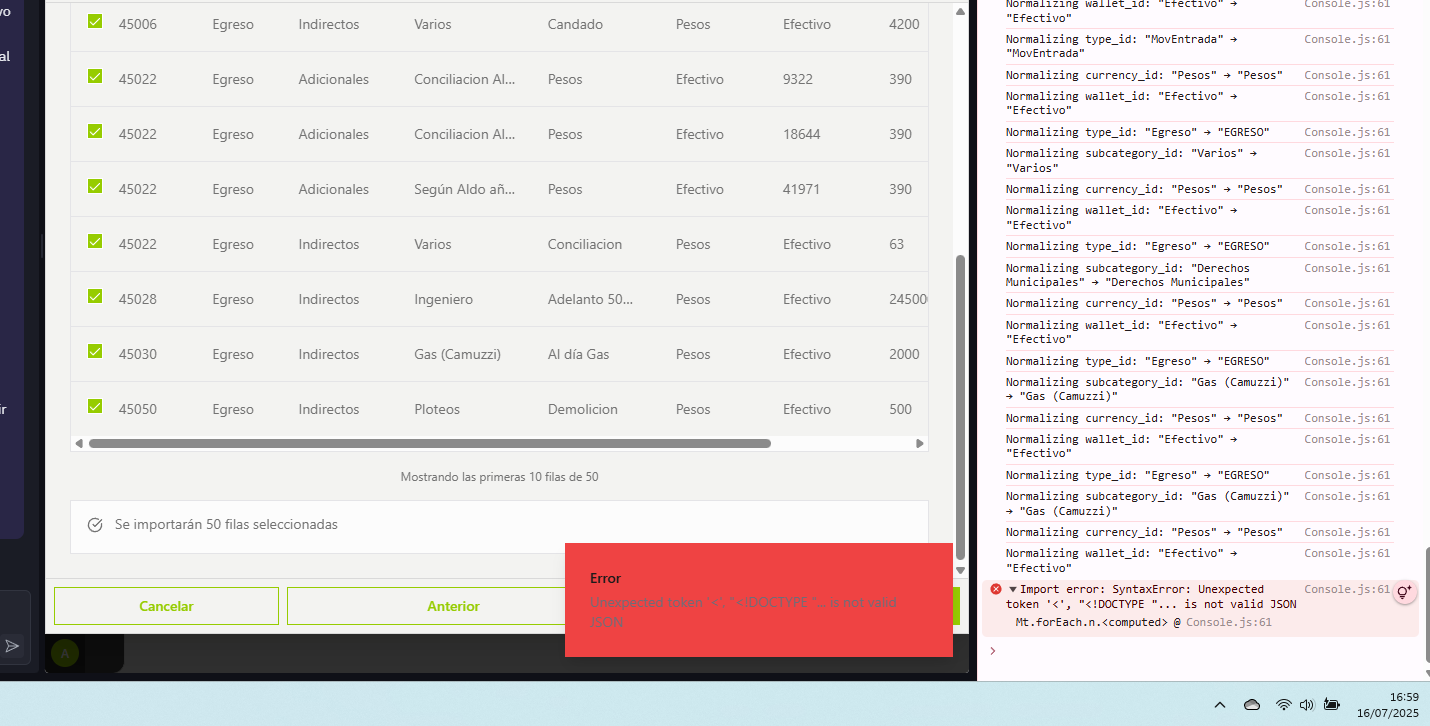 vo
al
ir
45006 Egreso Indirectos Varios Candado Pesos Efectivo 4200
45022 Egreso Adicionales Conciliacion Al... Pesos Efectivo 9322 390
45022 Egreso Adicionales Conciliacion Al... Pesos Efectivo 18644 390
45022 Egreso Adicionales Según Aldo añ... Pesos Efectivo 41971 390
45022 Egreso Indirectos Varios Conciliacion Pesos Efectivo 63
45028 Egreso Indirectos Ingeniero Adelanto 50... Pesos Efectivo 24500
45030 Egreso Indirectos Gas (Camuzzi) Al día Gas Pesos Efectivo 2000
45050 Egreso Indirectos Ploteos Demolicion Pesos Efectivo 500
Mostrando las primeras 10 filas de 50
Se importarán 50 filas seleccionadas
Cancelar
Anterior
Error
Unexpected token '<', "<!DOCTYPE "... is not valid
JSON
A
Normalizing wallet_id: "Efectivo" → Console.js:61
"Efectivo"
Normalizing type_id: "MovEntrada" → Console.js:61
"MovEntrada"
Normalizing currency_id: "Pesos" → "Pesos" Console.js:61
Normalizing wallet_id: "Efectivo" → Console.js:61
"Efectivo"
Normalizing type_id: "Egreso" → "EGRESO" Console.js:61
Normalizing subcategory_id: "Varios" → Console.js:61
"Varios"
Normalizing currency_id: "Pesos" → "Pesos" Console.js:61
Normalizing wallet_id: "Efectivo" → Console.js:61
"Efectivo"
Normalizing type_id: "Egreso" → "EGRESO" Console.js:61
Normalizing subcategory_id: "Derechos Console.js:61
Municipales" → "Derechos Municipales"
Normalizing currency_id: "Pesos" → "Pesos" Console.js:61
Normalizing wallet_id: "Efectivo" → Console.js:61
"Efectivo"
Normalizing type_id: "Egreso" → "EGRESO" Console.js:61
Normalizing subcategory_id: "Gas (Camuzzi)" Console.js:61
→ "Gas (Camuzzi)"
Normalizing currency_id: "Pesos" → "Pesos" Console.js:61
Normalizing wallet_id: "Efectivo" → Console.js:61
"Efectivo"
Normalizing type_id: "Egreso" → "EGRESO" Console.js:61
Normalizing subcategory_id: "Gas (Camuzzi)" Console.js:61
→ "Gas (Camuzzi)"
Normalizing currency_id: "Pesos" → "Pesos" Console.js:61
Normalizing wallet_id: "Efectivo" → Console.js:61
"Efectivo"
Import error: SyntaxError: Unexpected Console.js:61
token '<', "<!DOCTYPE "... is not valid JSON
Mt.forEach.n.<computed> @ Console.js:61
16:59
16/07/2025